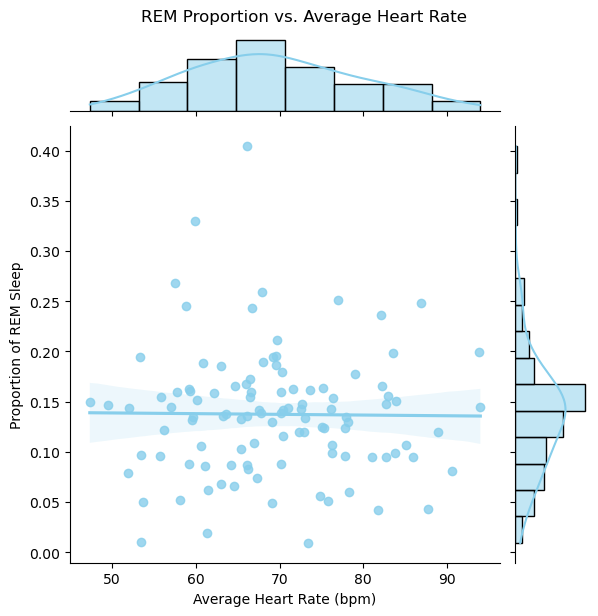 REM Proportion vs. Average Heart Rate
0.40
0.35
0.30
0.25
0.20
0.15
0.10
0.05
0.00
Proportion of REM Sleep
50 60 70 80 90
Average Heart Rate (bpm)